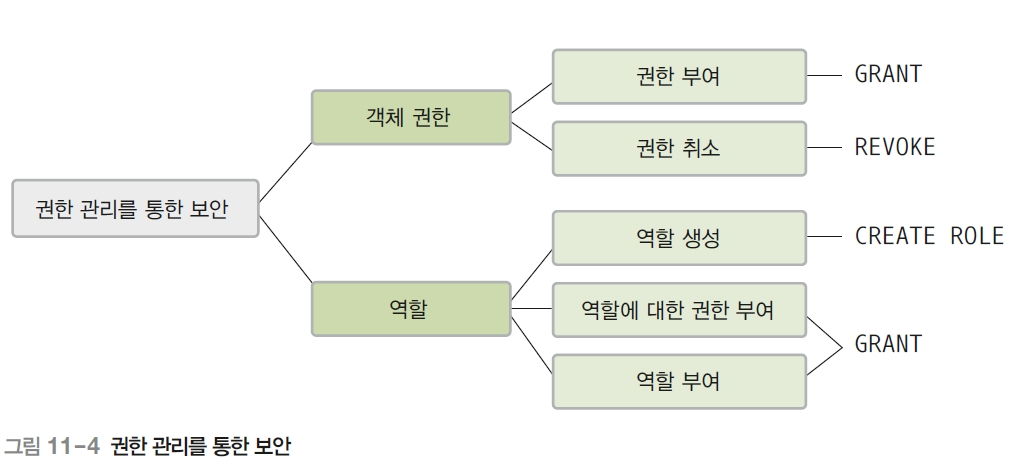 권한 관리를 통한 보안
객체 권한
권한 부여
GRANT
권한 취소
REVOKE
역할
역할 생성
CREATE ROLE
역할에 대한 권한 부여
역할 부여
GRANT
그림 11-4 권한 관리를 통한 보안